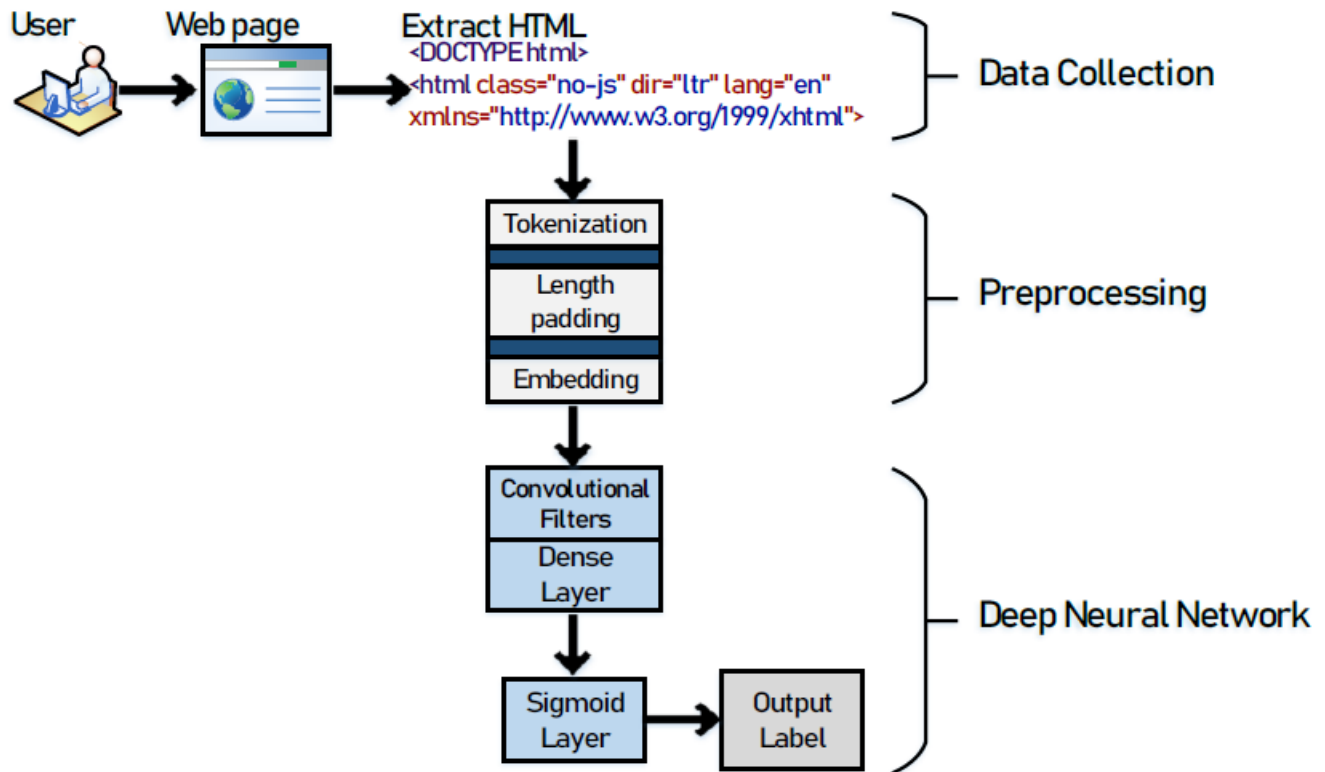 User
Web page
Extract HTML
<DOCTYPE html>
<html class="no-js" dir="ltr" lang="en"
xmlns="http://www.w3.org/1999/xhtml">
Data Collection
Tokenization
Length
padding
Embedding
Preprocessing
Convolutional
Filters
Dense
Layer
Sigmoid
Layer
Output
Label
Deep Neural Network